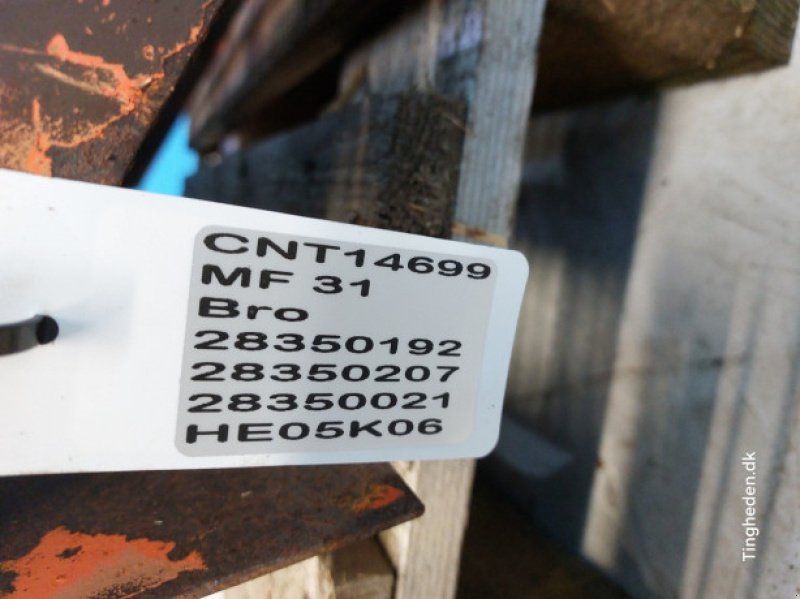 CNT14699
MF 31
Bro
28350192
28350207
28350021
HE05K06
Tingheden.dk